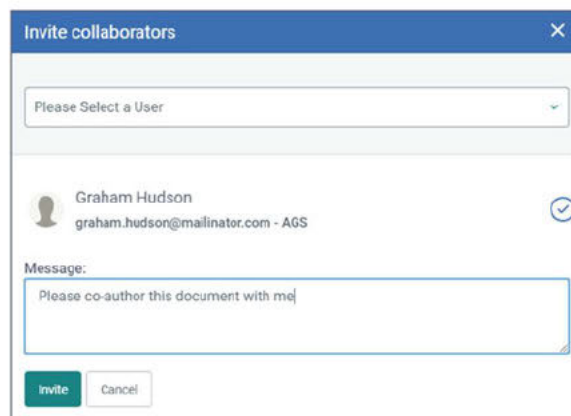 Invite collaborators
Please Select a User
Graham Hudson
graham.hudson@mailinator.com - AGS
Message:
Please co-author this document with me
Invite
Cancel